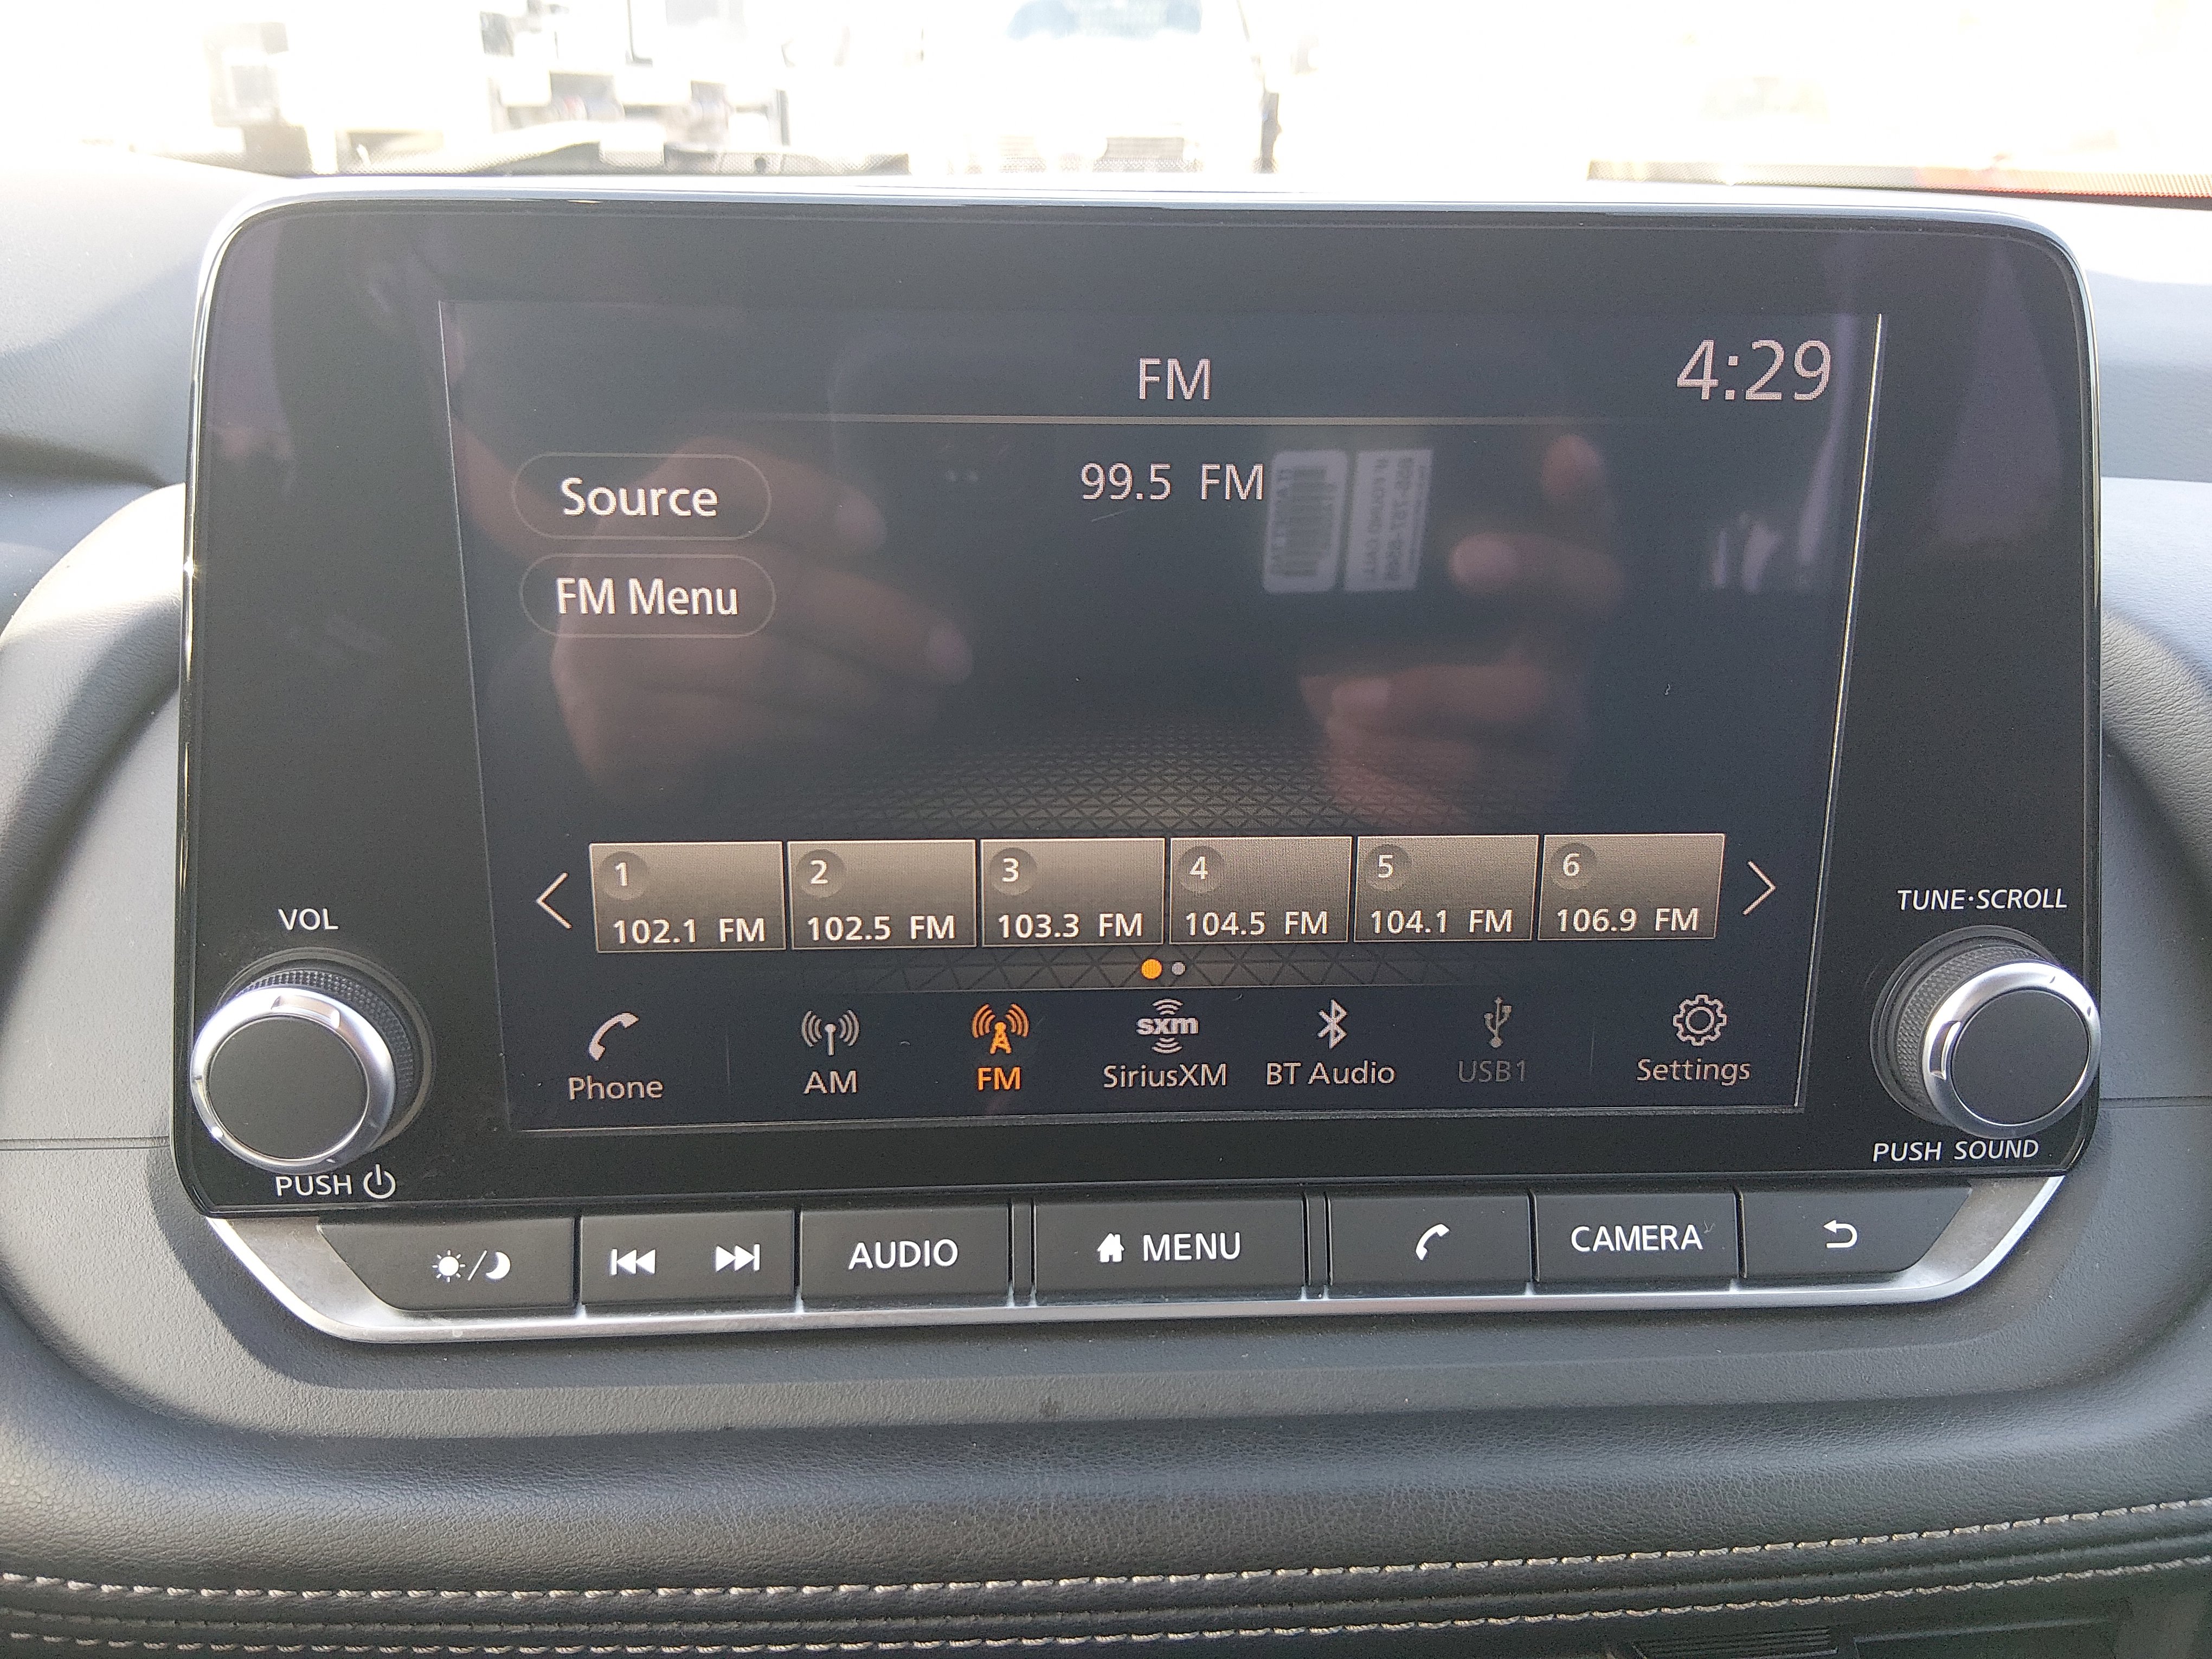 FM
4:29
Source
99.5 FM
FM Menu
1
2
3
4
5
6
102.1 FM
102.5 FM
103.3 FM
104.5 FM
104.1 FM
106.9 FM
VOL
TUNE·SCROLL
Phone
AM
FM
sxm
SiriusXM
BT Audio
USB1
Settings
PUSH
PUSH SOUND
AUDIO
MENU
CAMERA